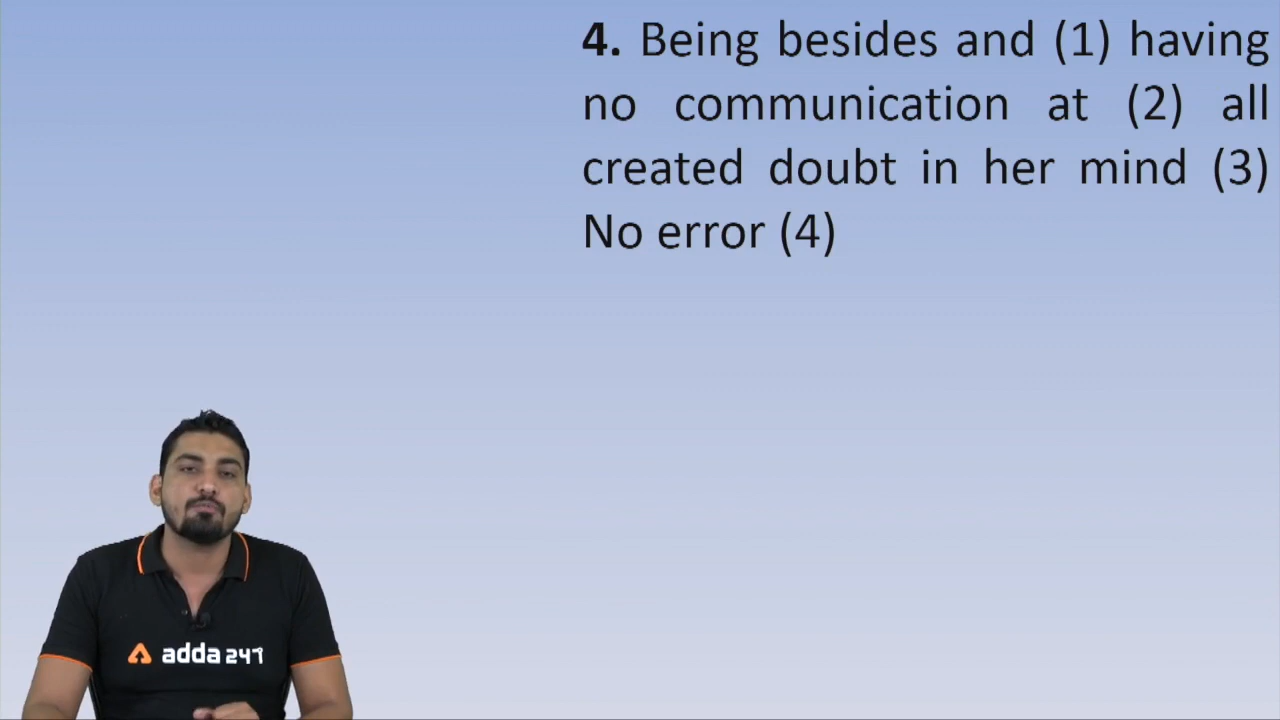 4. Being besides and (1) having
no communication at (2) all
created doubt in her mind (3)
No error (4)
adda 247